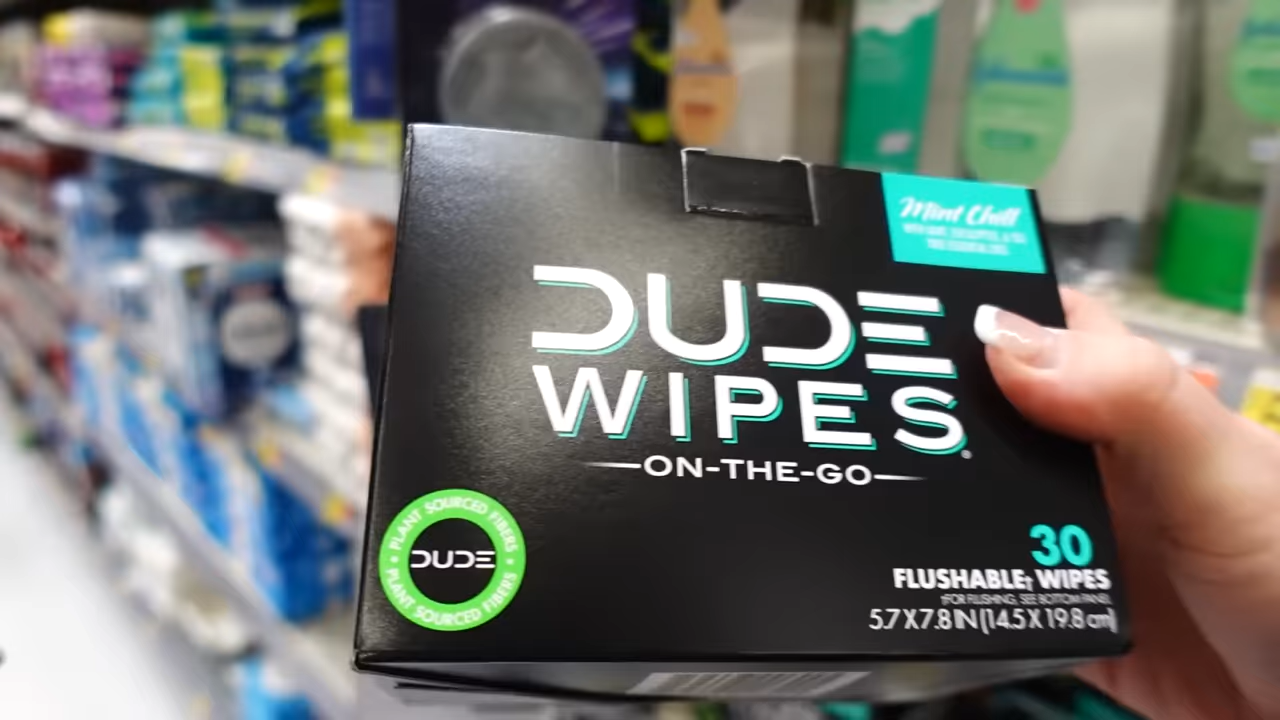 Mint Chill
DUDE
WIPES
ON-THE-GO
PLANT SOURCED FIBERS
DUDE
PLANT SOURCED FIBERS
30
FLUSHABLE† WIPES
†FOR FLUSHING, SEE BOTTOM PANEL
5.7 X 7.8 IN (14.5 X 19.8 cm)